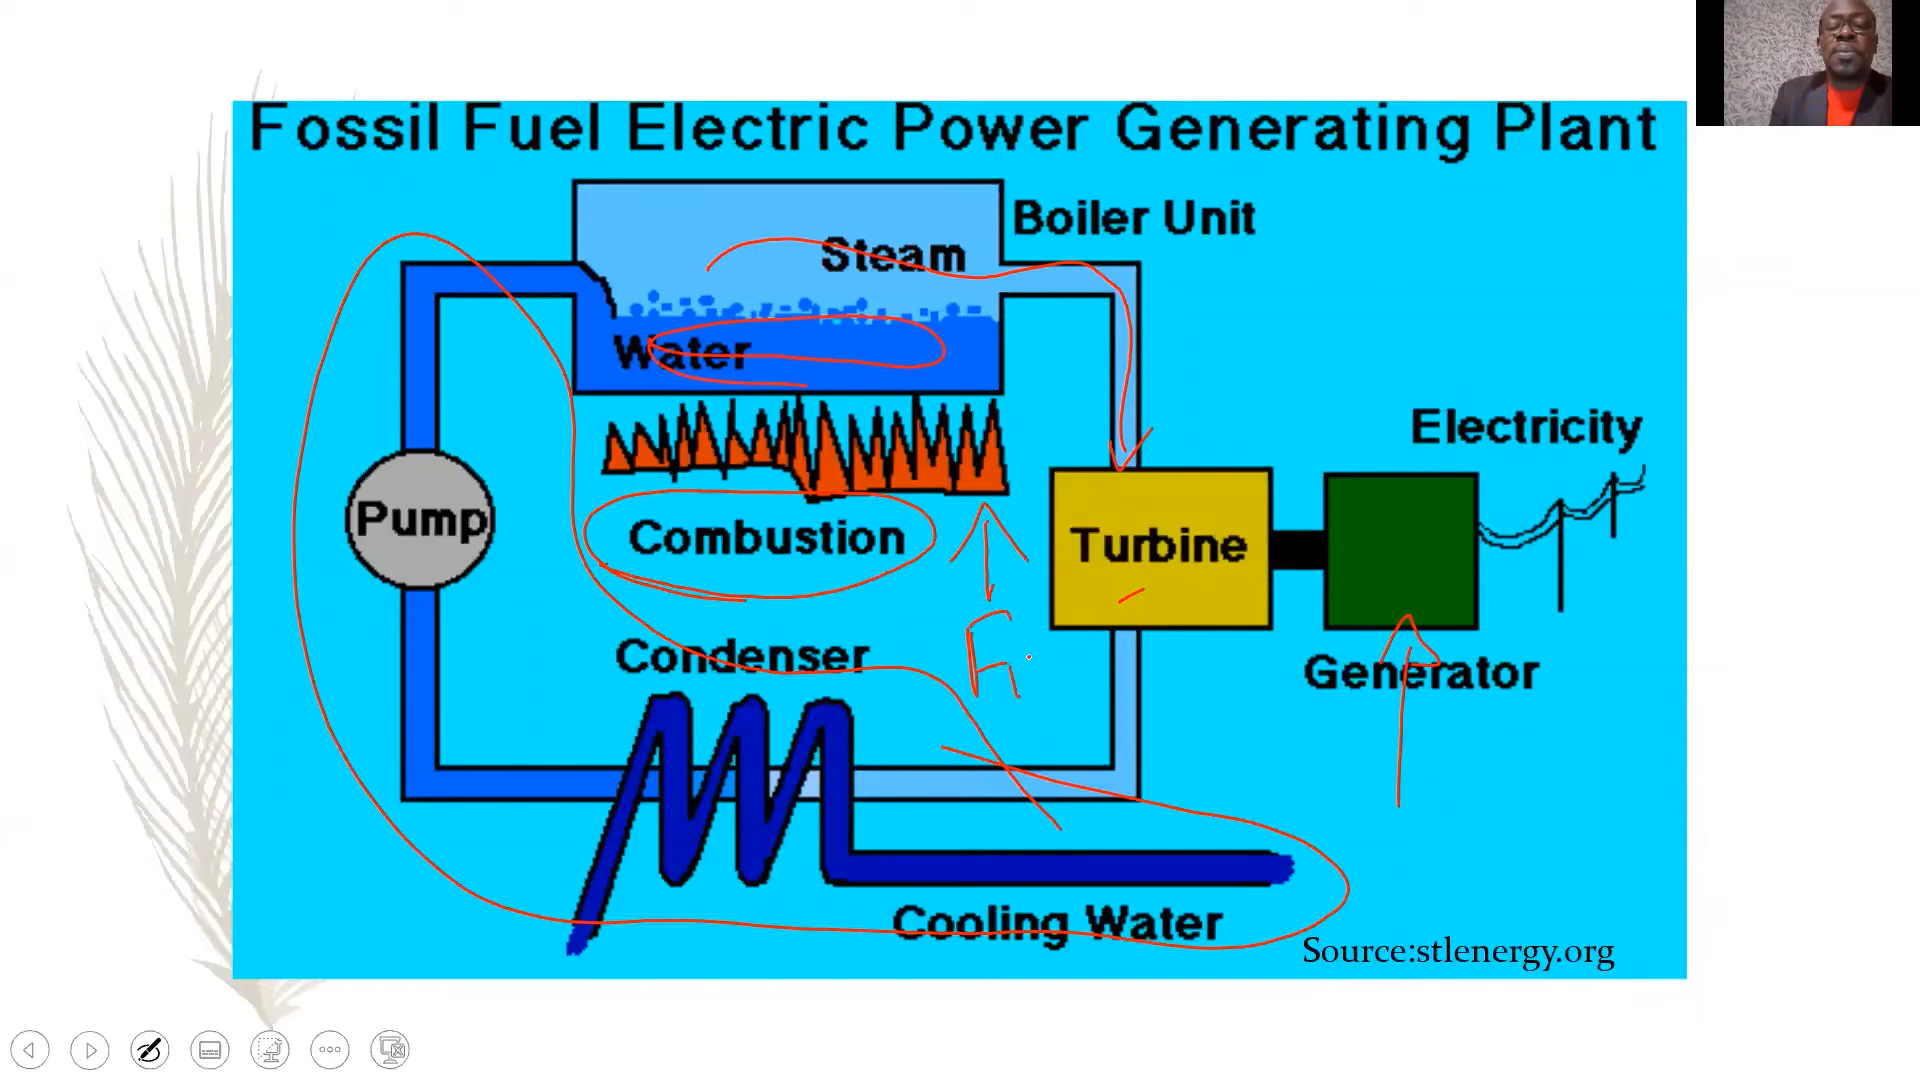 Fossil Fuel Electric Power Generating Plant
Boiler Unit
Steam
Water
Electricity
Pump
Combustion
Turbine
Condenser
Generator
Cooling Water
Source:stlenergy.org